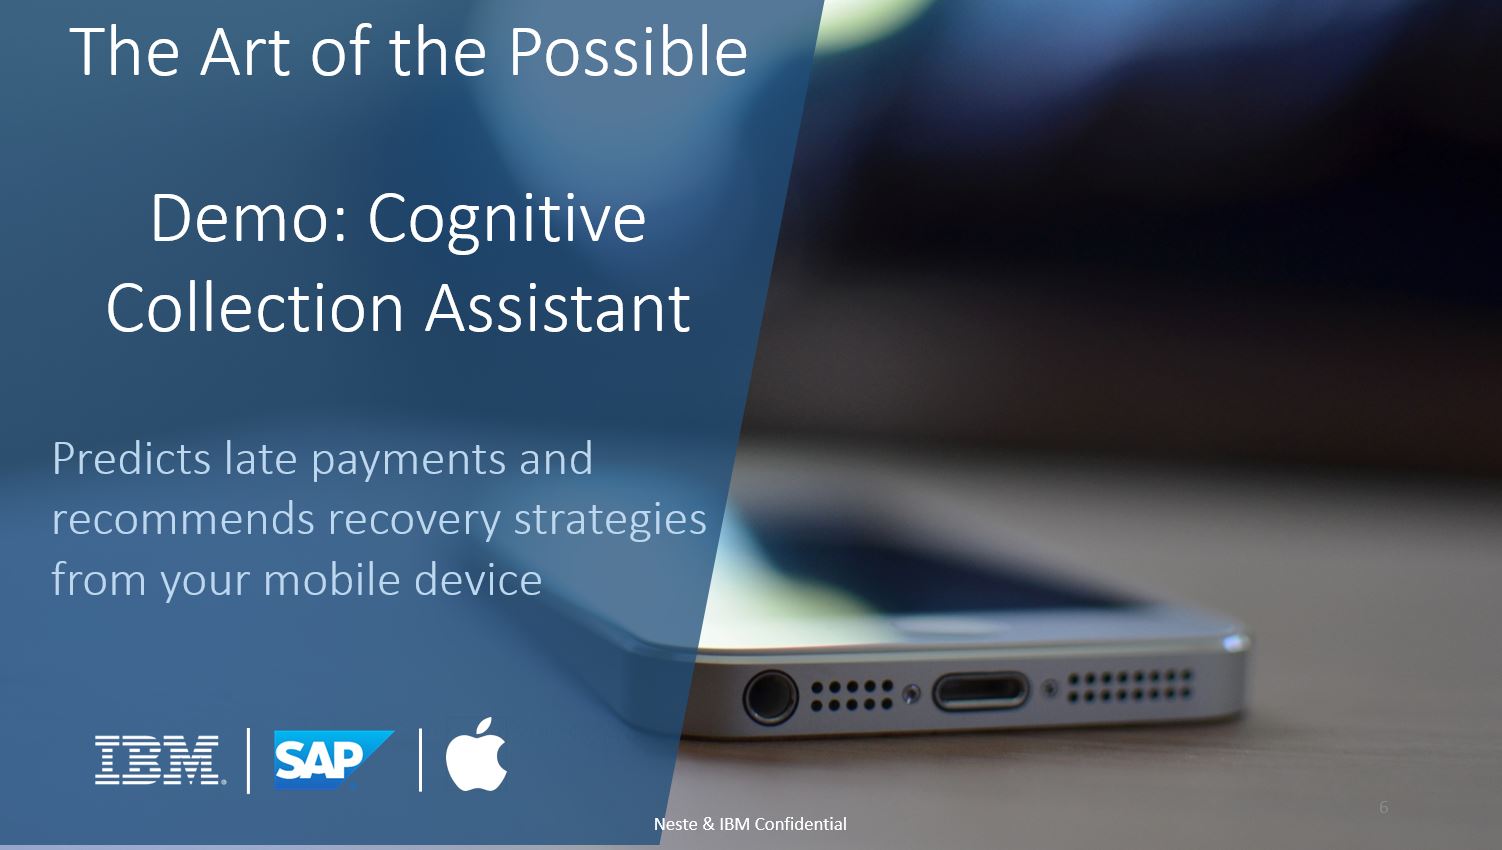 The Art of the Possible
Demo: Cognitive
Collection Assistant
Predicts late payments and
recommends recovery strategies
from your mobile device
IBM® SAP
Neste & IBM Confidential
6